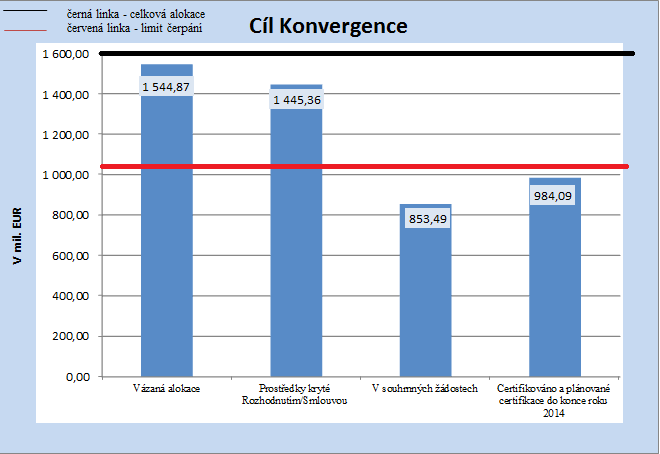 černá linka - celková alokace
červená linka - limit čerpání
Cíl Konvergence
1 600,00
1 400,00
1 200,00
1 000,00
800,00
600,00
400,00
200,00
0,00
V mil. EUR
1 544,87
1 445,36
853,49
984,09
Vázaná alokace
Prostředky kryté
Rozhodnutím/Smlouvou
V souhrnných žádostech
Certifikováno a plánované
certifikace do konce roku
2014